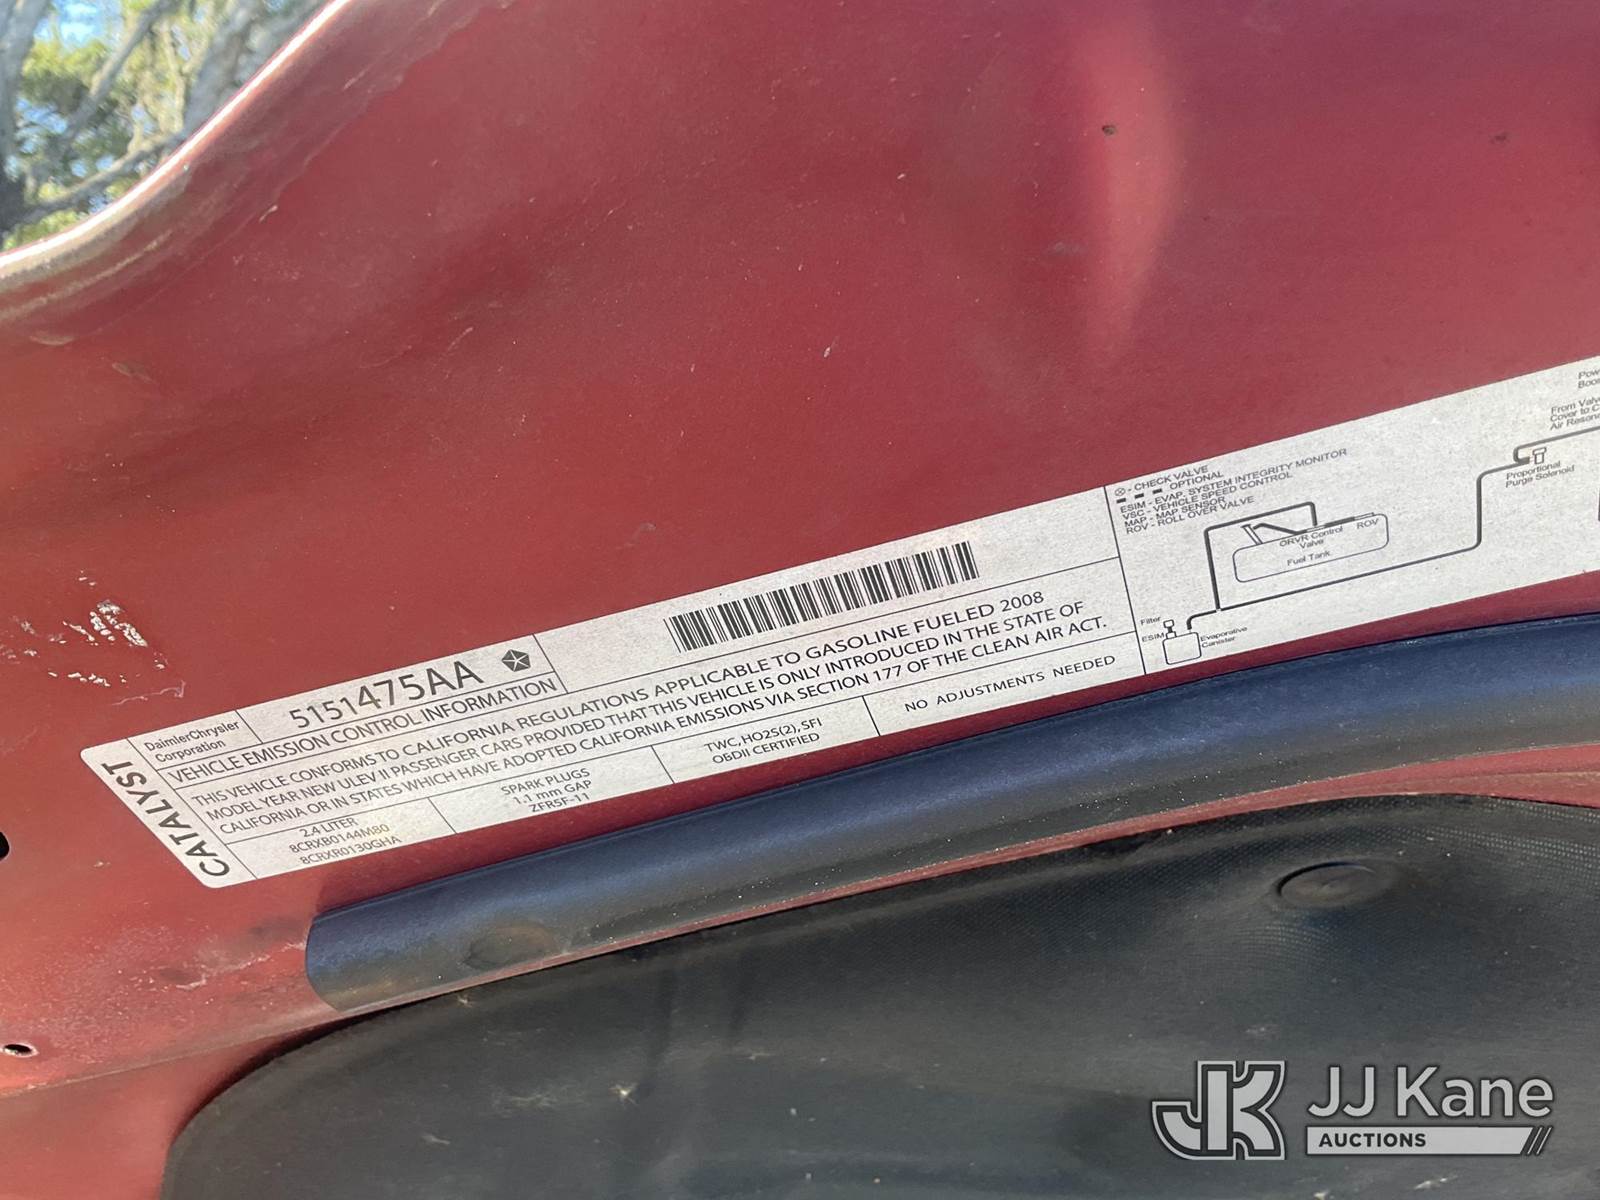 CATALYST
DaimlerChrysler
Corporation
5151475AA
VEHICLE EMISSION CONTROL INFORMATION
THIS VEHICLE CONFORMS TO CALIFORNIA REGULATIONS APPLICABLE TO GASOLINE FUELED 2008
MODEL YEAR NEW ULEV II PASSENGER CARS PROVIDED THAT THIS VEHICLE IS ONLY INTRODUCED IN THE STATE OF
CALIFORNIA OR IN STATES WHICH HAVE ADOPTED CALIFORNIA EMISSIONS VIA SECTION 177 OF THE CLEAN AIR ACT.
2.4 LITER
8CRXB0144M80
8CRXR0130GHA
SPARK PLUGS
1.1 mm GAP
ZFR5F-11
TWC, HO2S(2), SFI
OBDII CERTIFIED
NO ADJUSTMENTS NEEDED
- CHECK VALVE
- OPTIONAL
ESIM - EVAP. SYSTEM INTEGRITY MONITOR
VSC - VEHICLE SPEED CONTROL
MAP - MAP SENSOR
ROV - ROLL OVER VALVE
ORVR Control
Valve
ROV
Fuel Tank
Filter
ESIM
Evaporative
Canister
Proportional
Purge Solenoid
From
Cover to
Air
JK
JJ Kane
AUCTIONS